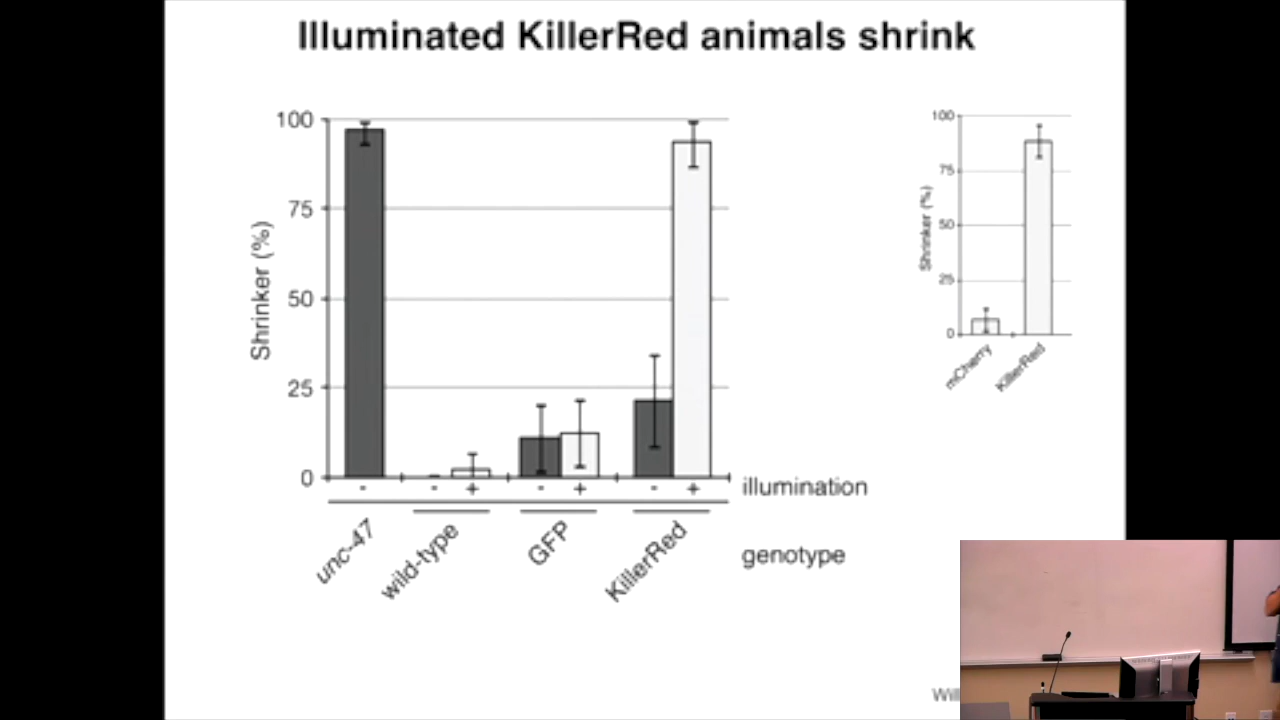 Illuminated KillerRed animals shrink
100
75
50
25
0
Shrinker (%)
- - + - + - + illumination
unc-47 wild-type GFP KillerRed genotype
100
75
50
25
0
Shrinker (%)
mCherry KillerRed